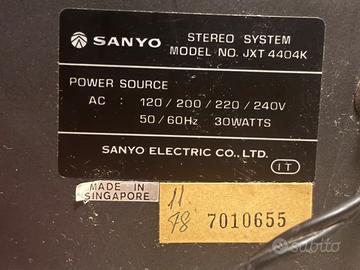 SANYO
STEREO SYSTEM
MODEL NO. JXT 4404K
POWER SOURCE
AC : 120/200/220/240V
50/60Hz 30WATTS
SANYO ELECTRIC CO., LTD.
IT
MADE IN
SINGAPORE
11
78
7010655
subito